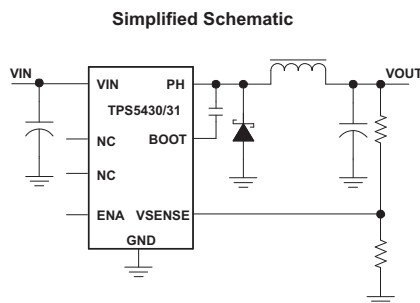 Simplified Schematic
VIN
VIN
PH
VOUT
TPS5430/31
NC
BOOT
NC
ENA
VSENSE
GND